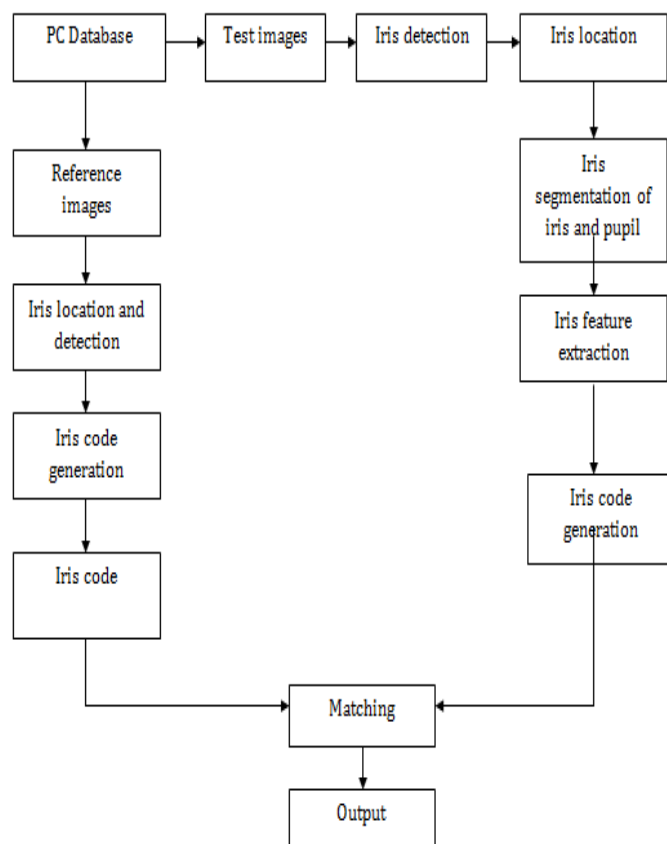 PC Database
Test images
Iris detection
Iris location
Reference
images
Iris
segmentation of
iris and pupil
Iris location and
detection
Iris feature
extraction
Iris code
generation
Iris code
generation
Iris code
Matching
Output